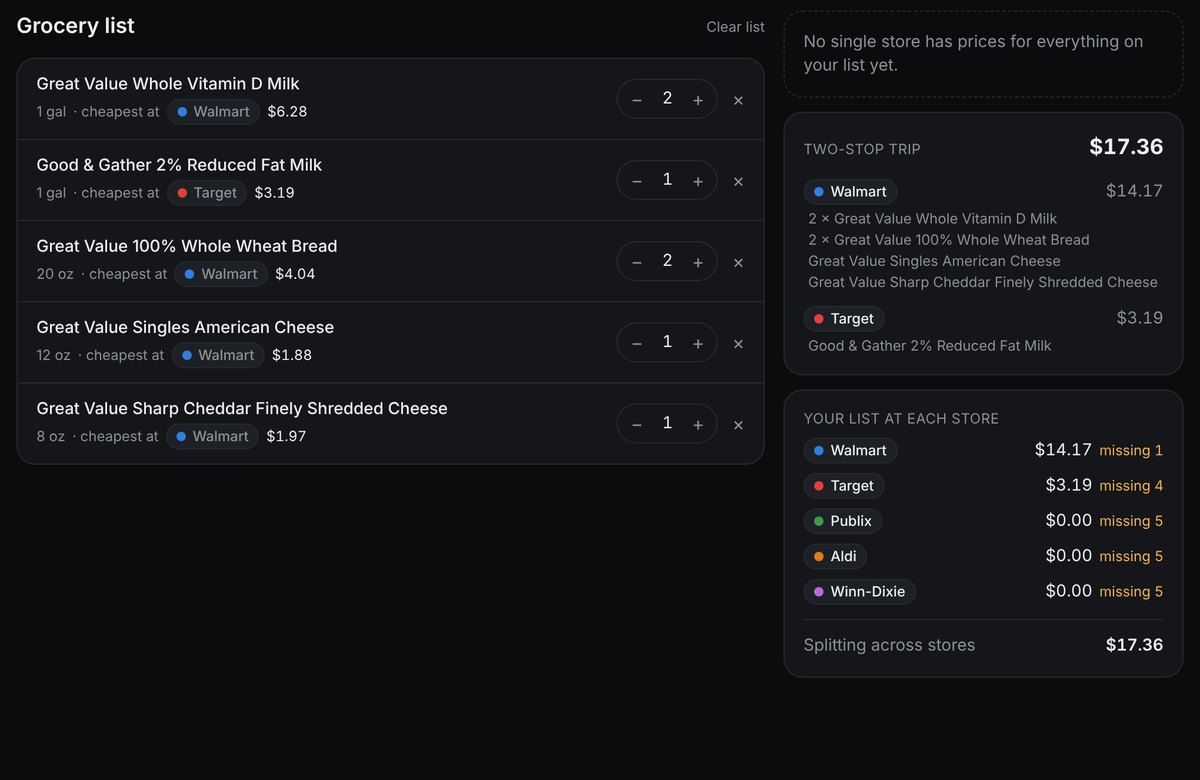 Grocery list
Clear list
Great Value Whole Vitamin D Milk
1 gal · cheapest at Walmart $6.28
− 2 + ×
Good & Gather 2% Reduced Fat Milk
1 gal · cheapest at Target $3.19
− 1 + ×
Great Value 100% Whole Wheat Bread
20 oz · cheapest at Walmart $4.04
− 2 + ×
Great Value Singles American Cheese
12 oz · cheapest at Walmart $1.88
− 1 + ×
Great Value Sharp Cheddar Finely Shredded Cheese
8 oz · cheapest at Walmart $1.97
− 1 + ×
No single store has prices for everything on
your list yet.
TWO-STOP TRIP $17.36
Walmart $14.17
2 × Great Value Whole Vitamin D Milk
2 × Great Value 100% Whole Wheat Bread
Great Value Singles American Cheese
Great Value Sharp Cheddar Finely Shredded Cheese
Target $3.19
Good & Gather 2% Reduced Fat Milk
YOUR LIST AT EACH STORE
Walmart $14.17 missing 1
Target $3.19 missing 4
Publix $0.00 missing 5
Aldi $0.00 missing 5
Winn-Dixie $0.00 missing 5
Splitting across stores $17.36